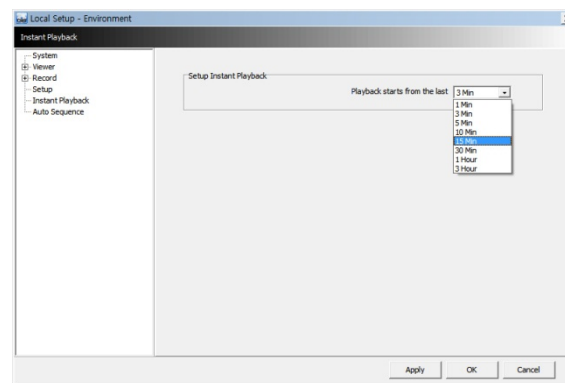 Local Setup - Environment
Instant Playback
System
Viewer
Record
Setup
Instant Playback
Auto Sequence
Setup Instant Playback
Playback starts from the last 3 Min
1 Min
3 Min
5 Min
10 Min
15 Min
30 Min
1 Hour
3 Hour
Apply OK Cancel